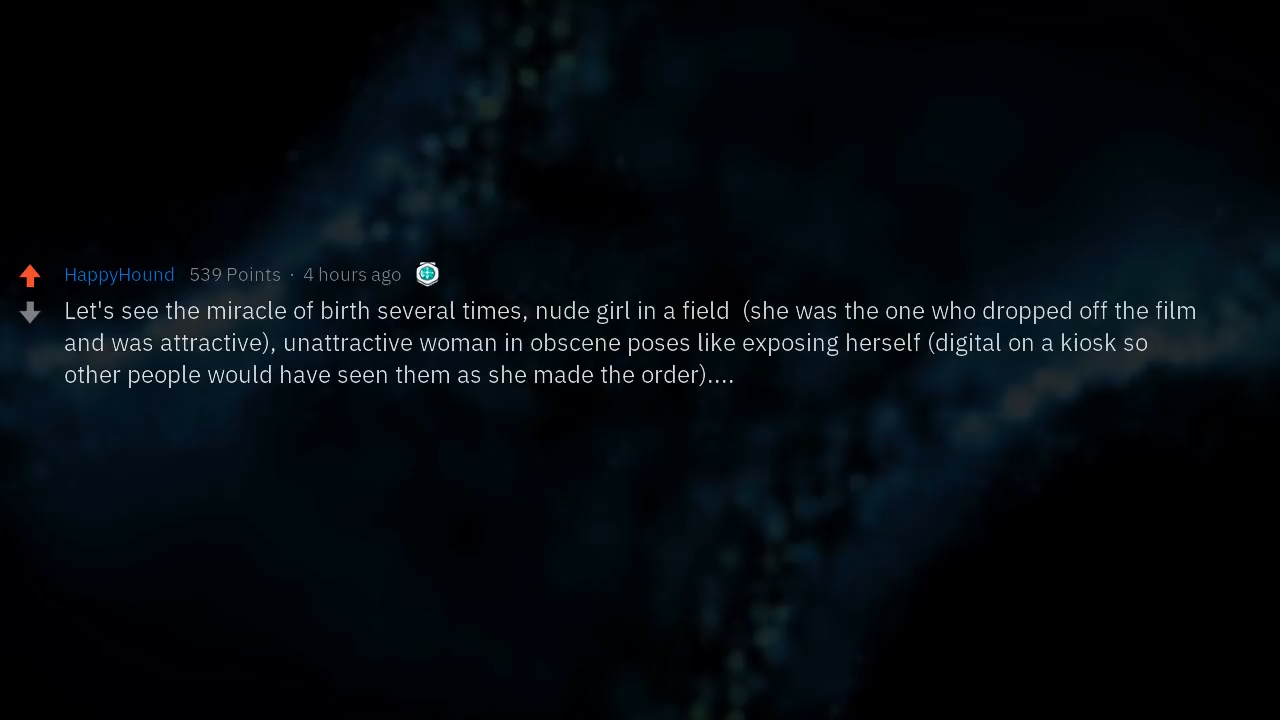 HappyHound 539 Points · 4 hours ago
Let's see the miracle of birth several times, nude girl in a field  (she was the one who dropped off the film
and was attractive), unattractive woman in obscene poses like exposing herself (digital on a kiosk so
other people would have seen them as she made the order)....